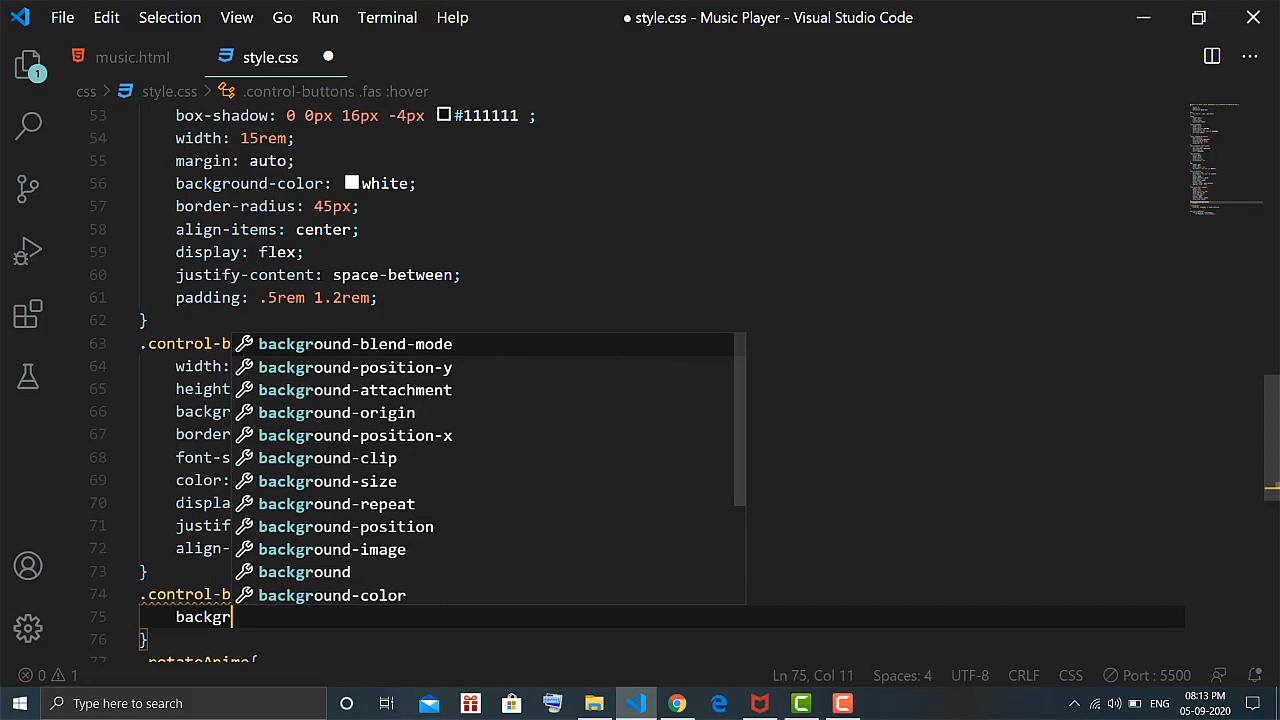 File Edit Selection View Go Run Terminal Help ● style.css - Music Player - Visual Studio Code
music.html style.css
css > style.css > .control-buttons .fas :hover
1
53 box-shadow: 0 0px 16px -4px #111111 ;
54 width: 15rem;
55 margin: auto;
56 background-color: white;
57 border-radius: 45px;
58 align-items: center;
59 display: flex;
60 justify-content: space-between;
61 padding: .5rem 1.2rem;
62 }
63 .control-b background-blend-mode
64 width: background-position-y
65 height background-attachment
66 backgr background-origin
67 border background-position-x
68 font-s background-clip
69 color: background-size
70 displa background-repeat
71 justif background-position
72 align- background-image
73 } background
74 .control-b background-color
75 backgr
76 }
77 .rotateAnime{
0 1 Ln 75, Col 11 Spaces: 4 UTF-8 CRLF CSS Port : 5500
Type here to search ENG 08:13 PM
05-09-2020